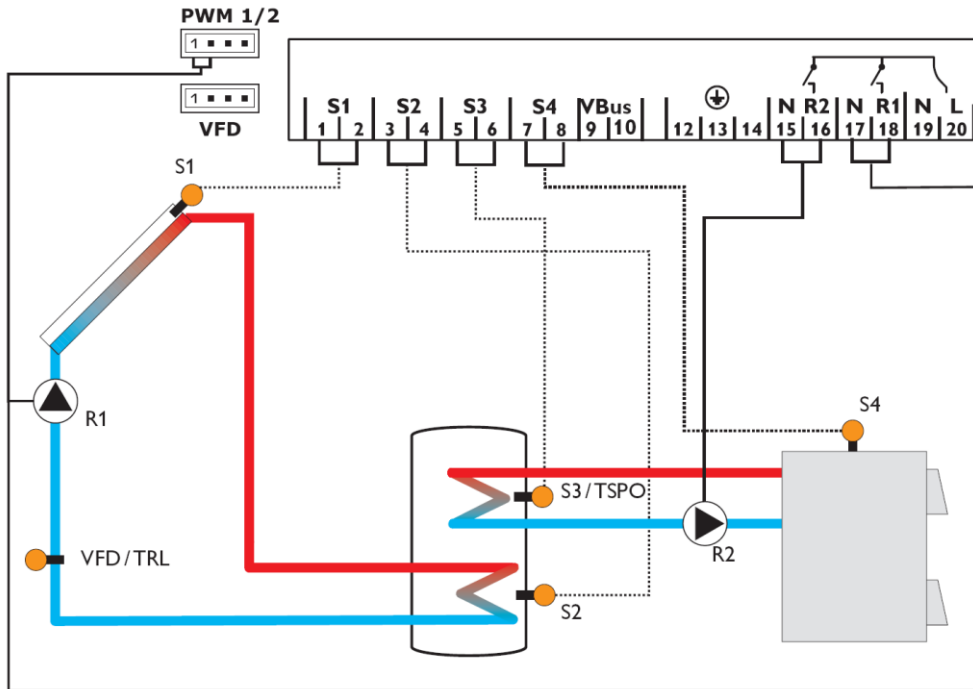 PWM 1/2
1
1
VFD
S1 S2 S3 S4 VBus N R2 N R1 N L
1 2 3 4 5 6 7 8 9 10 12 13 14 15 16 17 18 19 20
S1
R1
S4
S3/TSPO
R2
VFD/TRL
S2